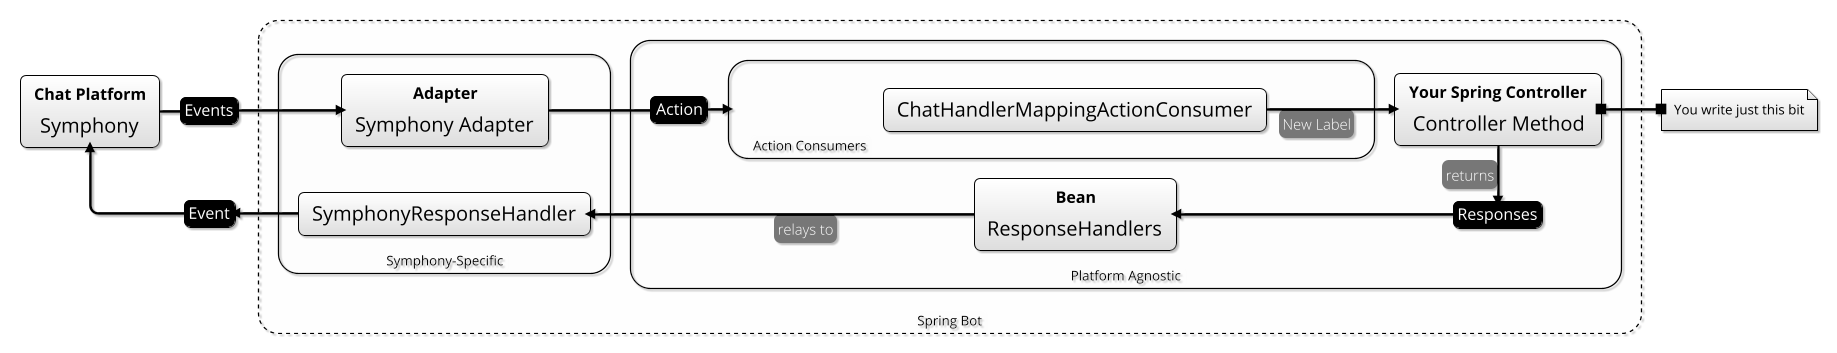 Chat Platform
Symphony
Events
Adapter
Symphony Adapter
Action
ChatHandlerMappingActionConsumer
New Label
Action Consumers
Your Spring Controller
Controller Method
You write just this bit
returns
Responses
Bean
ResponseHandlers
relays to
SymphonyResponseHandler
Event
Symphony-Specific
Platform Agnostic
Spring Bot